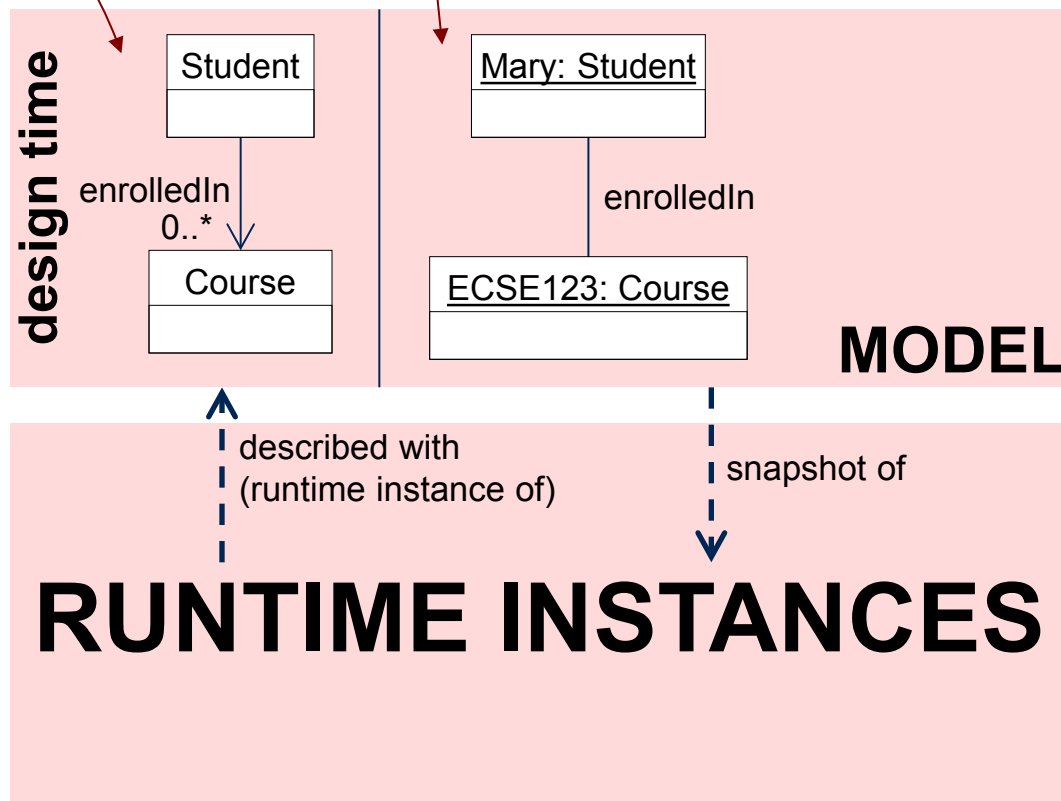 design time
Student
enrolledIn
0..*
Course
Mary: Student
enrolledIn
ECSE123: Course
MODEL
described with
(runtime instance of)
snapshot of
RUNTIME INSTANCES